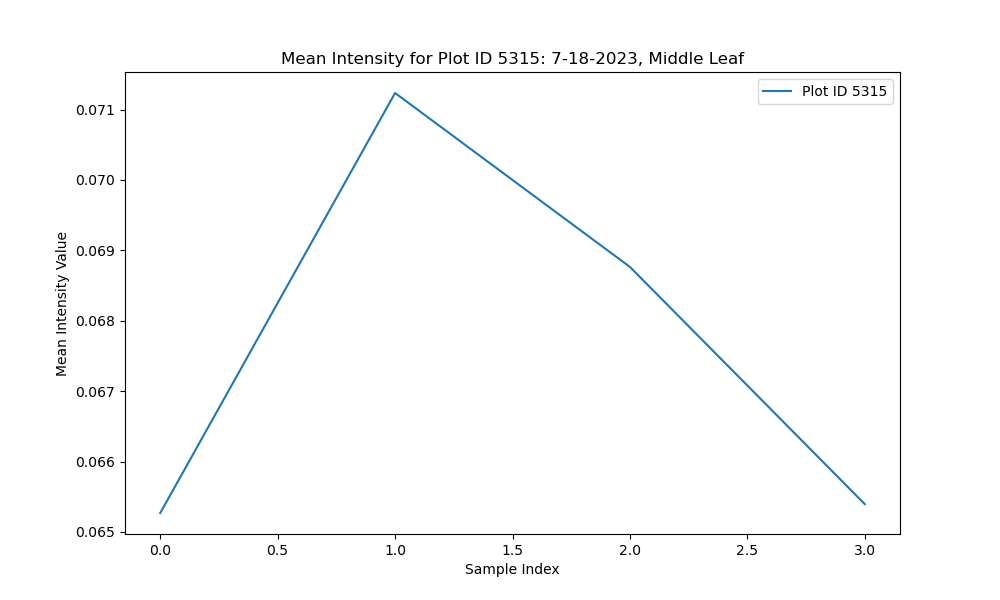 Mean Intensity for Plot ID 5315: 7-18-2023, Middle Leaf
Plot ID 5315
0.071
0.070
0.069
0.068
0.067
0.066
0.065
Mean Intensity Value
0.0 0.5 1.0 1.5 2.0 2.5 3.0
Sample Index